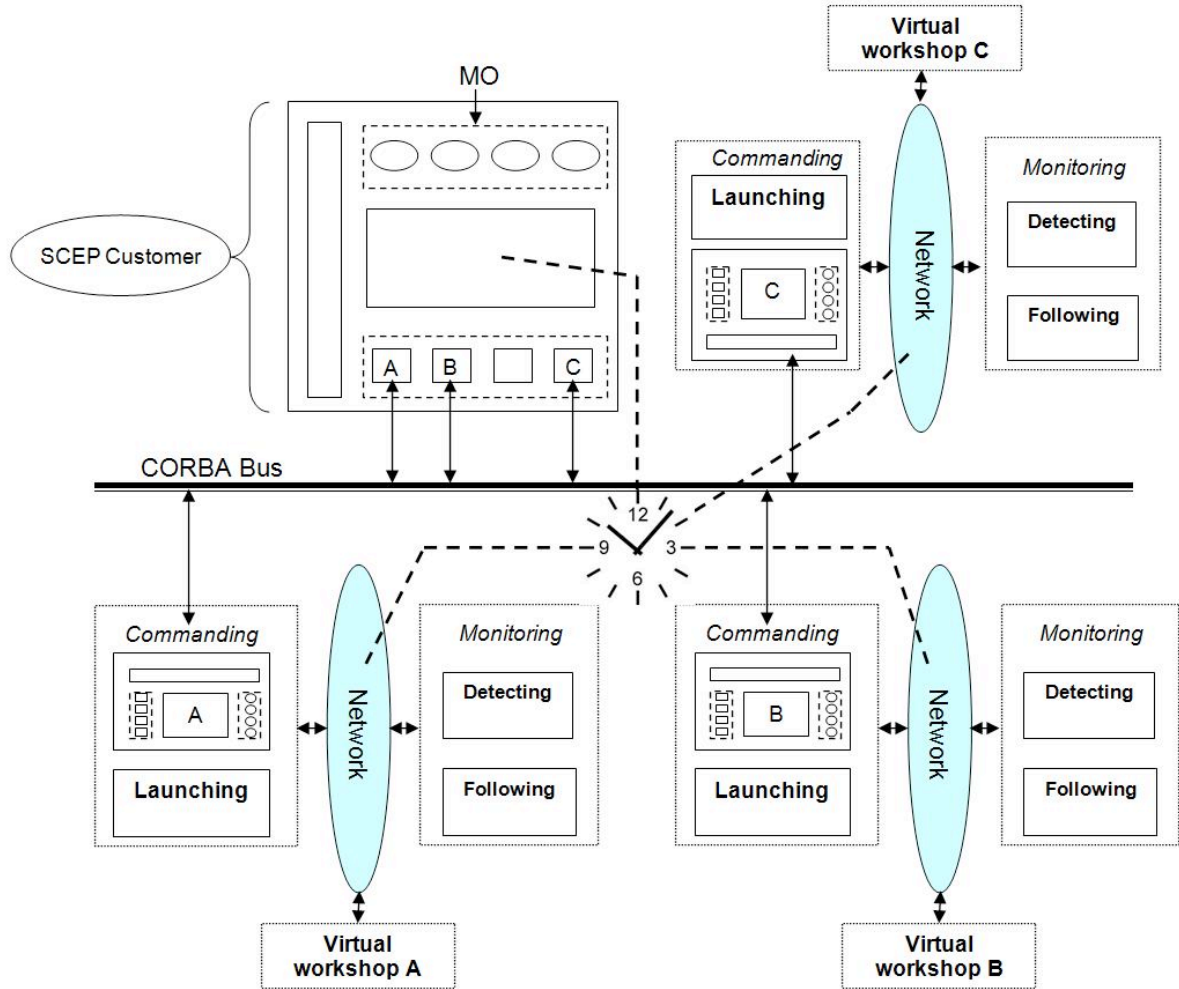 Virtual
workshop C
MO
SCEP Customer
A
B
C
Commanding
Launching
C
Network
Monitoring
Detecting
Following
CORBA Bus
12
9
3
6
Commanding
A
Launching
Network
Monitoring
Detecting
Following
Commanding
B
Launching
Network
Monitoring
Detecting
Following
Virtual
workshop A
Virtual
workshop B